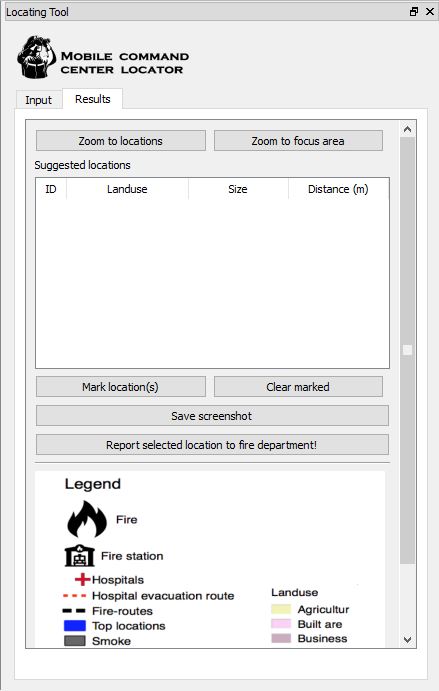 Locating Tool
MOBILE COMMAND
CENTER LOCATOR
Input Results
Zoom to locations Zoom to focus area
Suggested locations
ID Landuse Size Distance (m)
Mark location(s) Clear marked
Save screenshot
Report selected location to fire department!
Legend
Fire
Fire station
Hospitals
Hospital evacuation route
Fire-routes
Top locations
Smoke
Landuse
Agricultur
Built are
Business